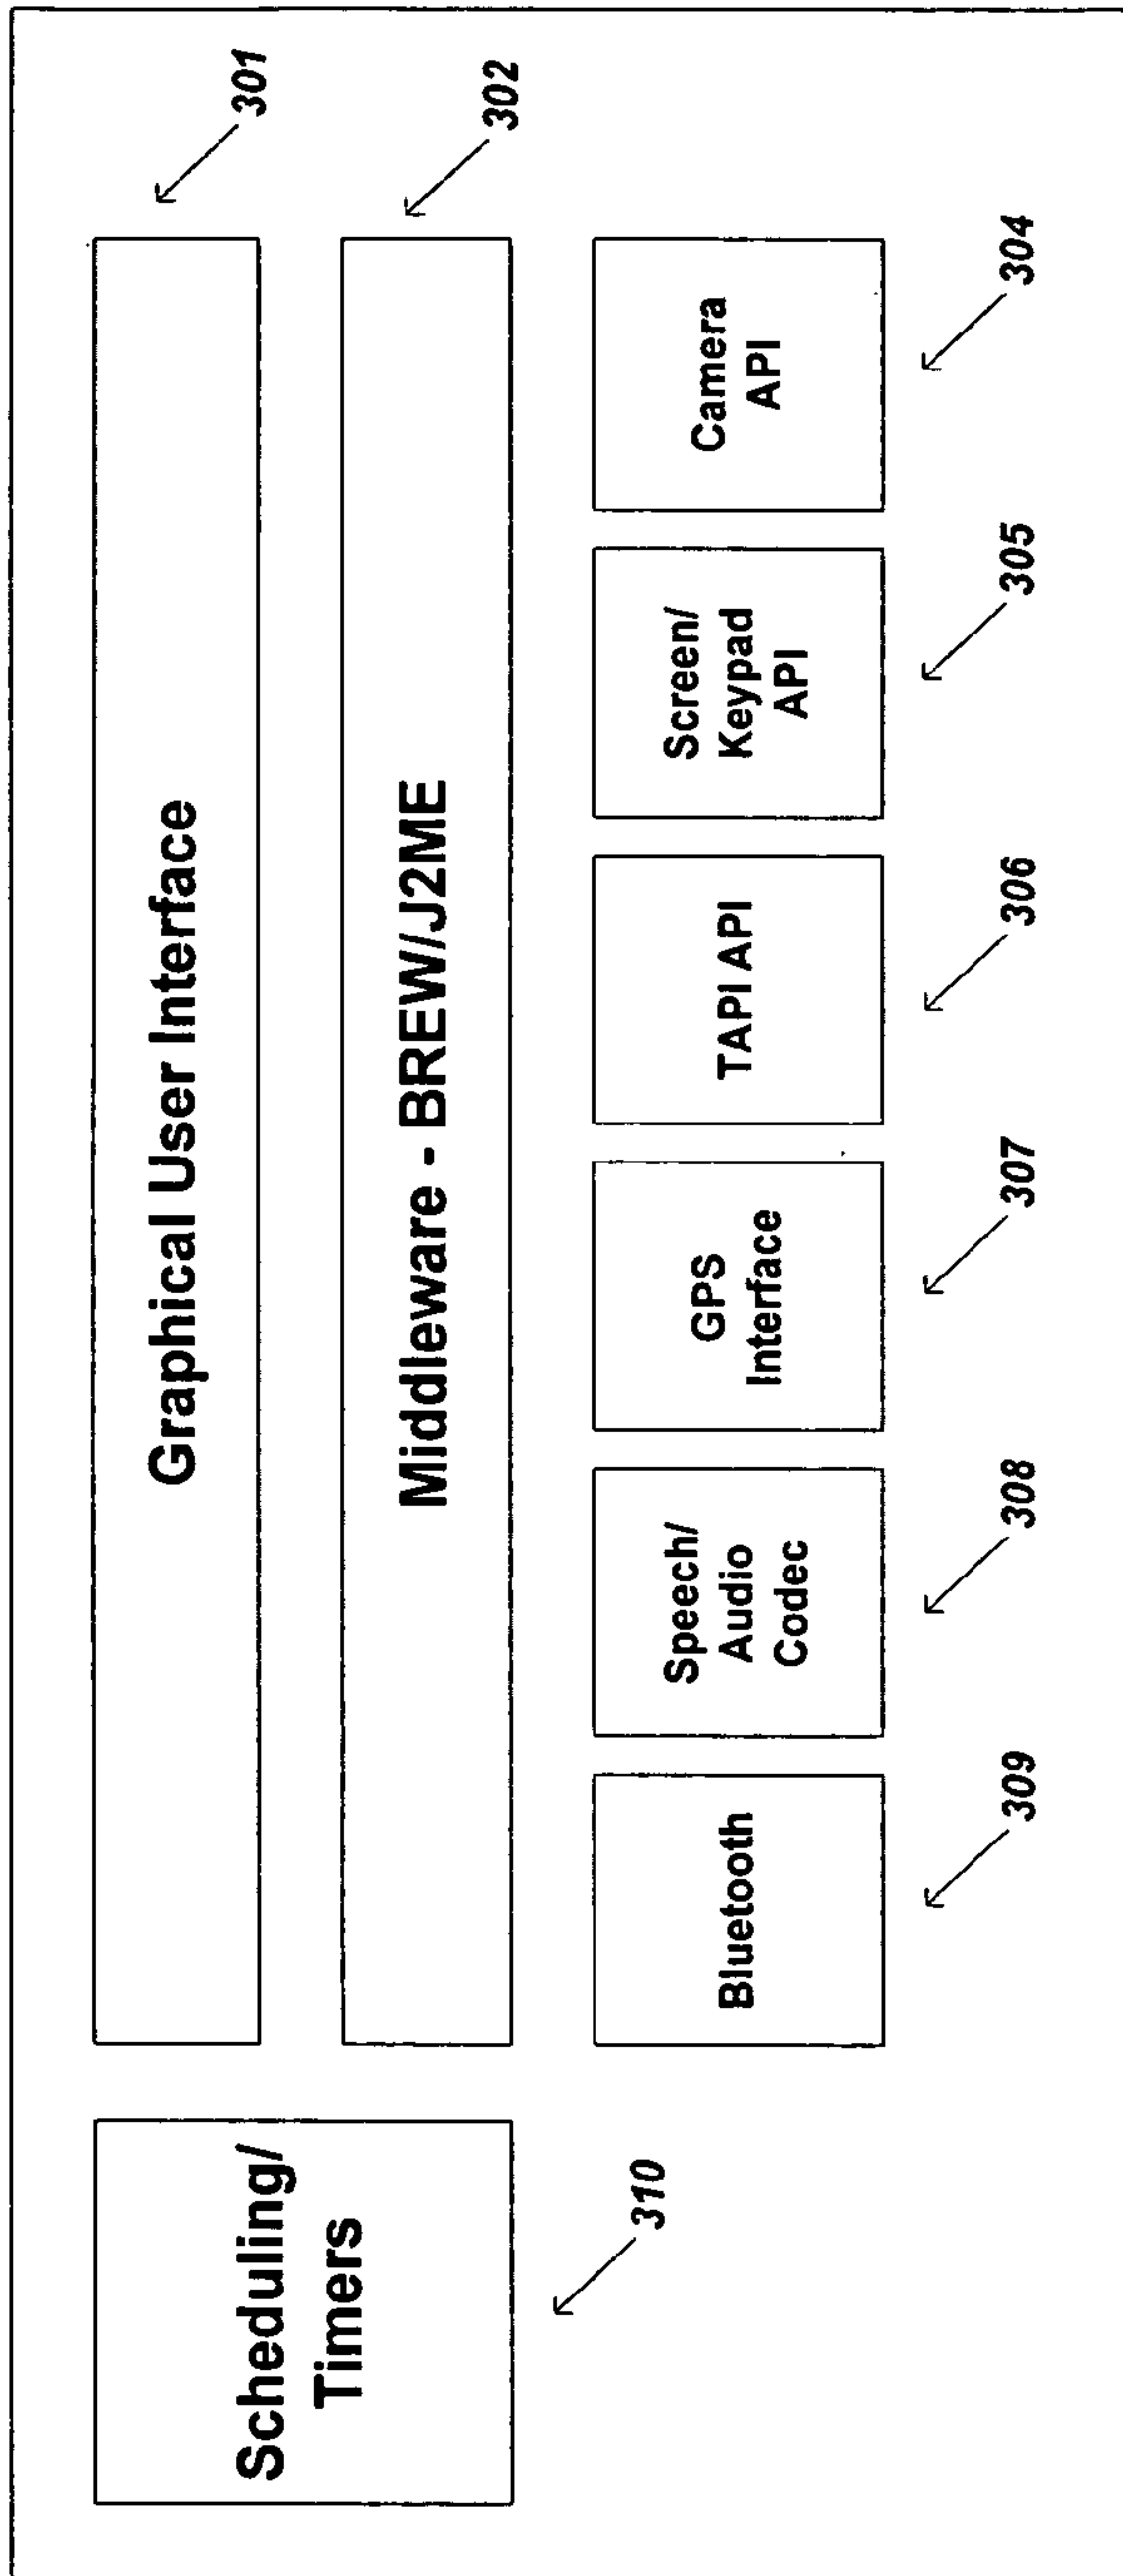 Graphical User Interface
301
Middleware - BREW/J2ME
302
Scheduling/
Timers
310
Bluetooth
309
Speech/
Audio
Codec
308
GPS
Interface
307
TAPI API
306
Screen/
Keypad
API
305
Camera
API
304